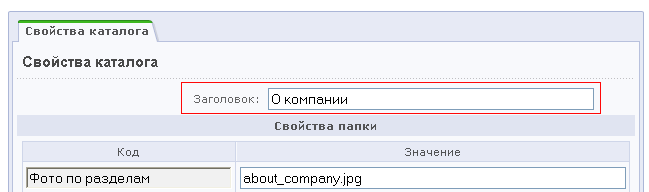 Свойства каталога
Свойства каталога
Заголовок: О компании
Свойства папки
Код Значение
Фото по разделам about_company.jpg